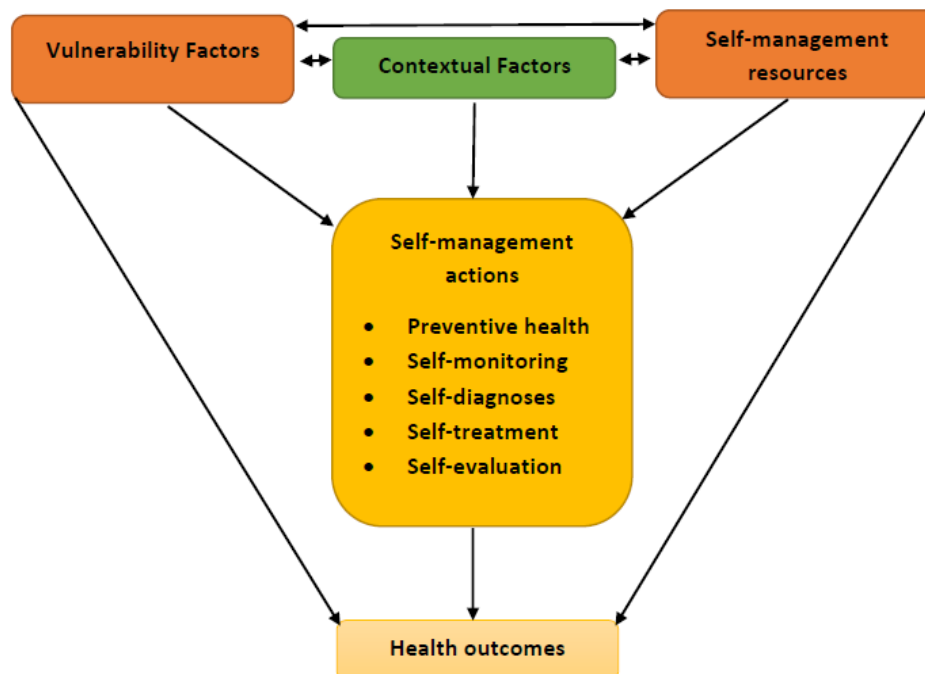 Vulnerability Factors
Contextual Factors
Self-management
resources
Self-management
actions
• Preventive health
• Self-monitoring
• Self-diagnoses
• Self-treatment
• Self-evaluation
Health outcomes